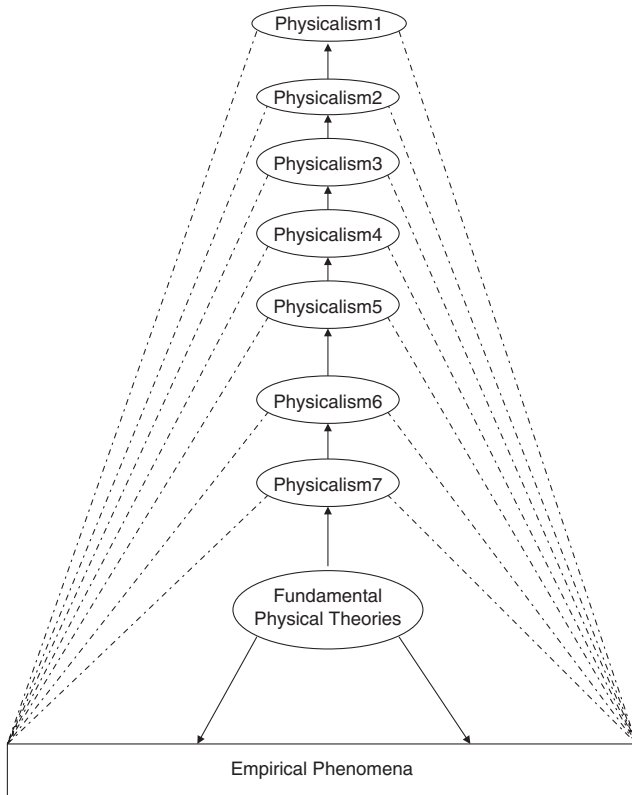 Physicalism1
Physicalism2
Physicalism3
Physicalism4
Physicalism5
Physicalism6
Physicalism7
Fundamental
Physical Theories
Empirical Phenomena